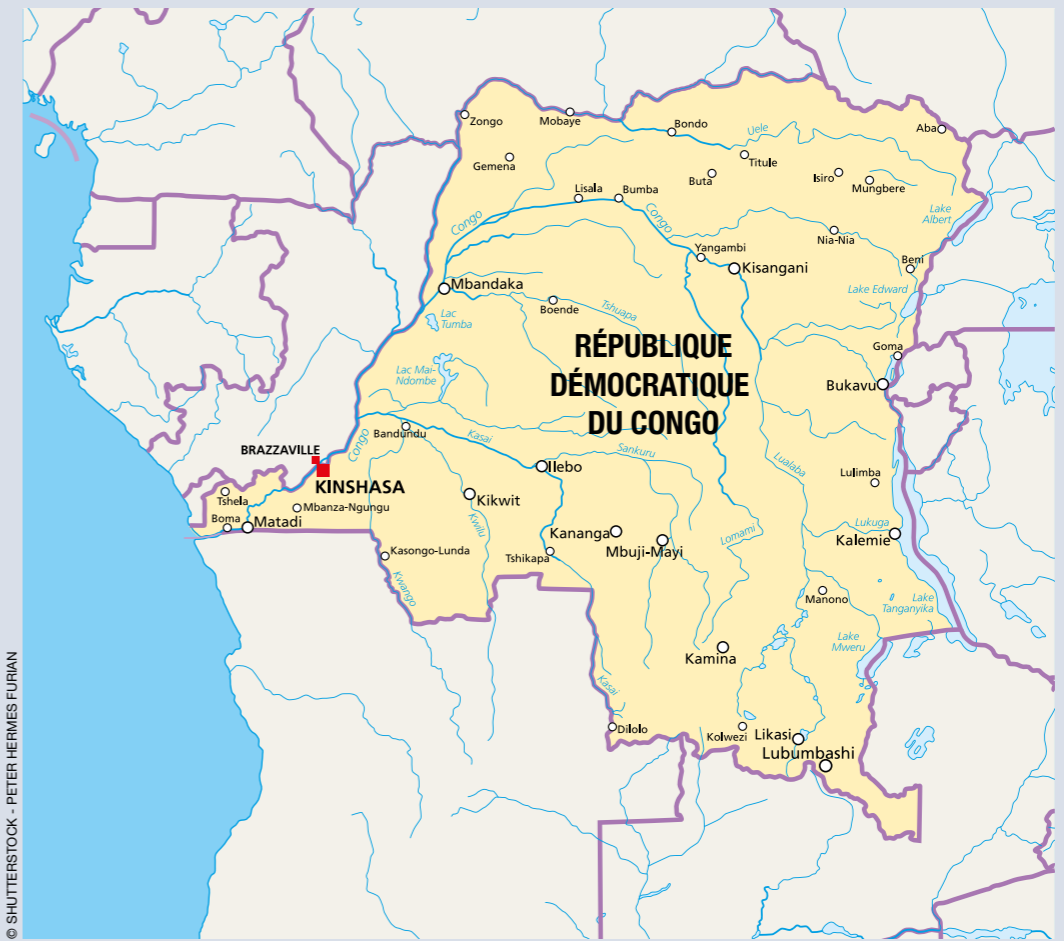 Zongo
Mobaye
Bondo
Uele
Aba
Gemena
Titule
Buta
Isiro
Mungbere
Lisala
Bumba
Congo
Congo
Lake
Albert
Nia-Nia
Yangambi
Kisangani
Beni
Mbandaka
Lake Edward
Boende
Tshuapa
Lac
Tumba
RÉPUBLIQUE
DÉMOCRATIQUE
DU CONGO
Goma
Lac Mai-
Ndombe
Bukavu
Bandundu
Congo
Kasai
BRAZZAVILLE
Sankuru
Ilebo
Lualaba
Lulimba
KINSHASA
Kikwit
Tshela
Mbanza-Ngungu
Boma
Matadi
Kwilu
Kananga
Mbuji-Mayi
Lomami
Lukuga
Kalemie
Kasongo-Lunda
Tshikapa
Kwango
Manono
Lake
Tanganyika
Lake
Mweru
Kamina
Kasai
Dilolo
Kolwezi
Likasi
Lubumbashi
© SHUTTERSTOCK - PETER HERMES FURIAN